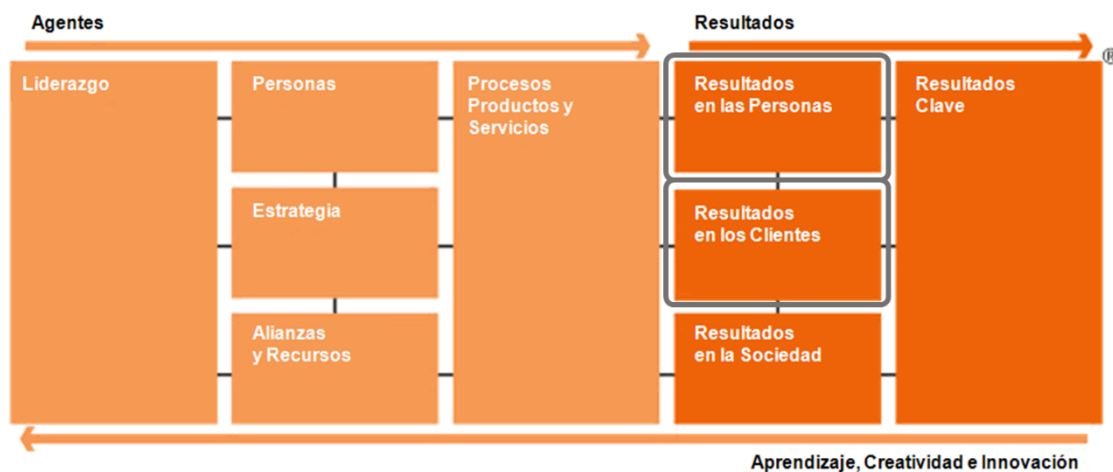 Agentes
Resultados
®
Liderazgo
Personas
Procesos
Productos y
Servicios
Resultados
en las Personas
Resultados
Clave
Estrategia
Resultados
en los Clientes
Alianzas
y Recursos
Resultados
en la Sociedad
Aprendizaje, Creatividad e Innovación